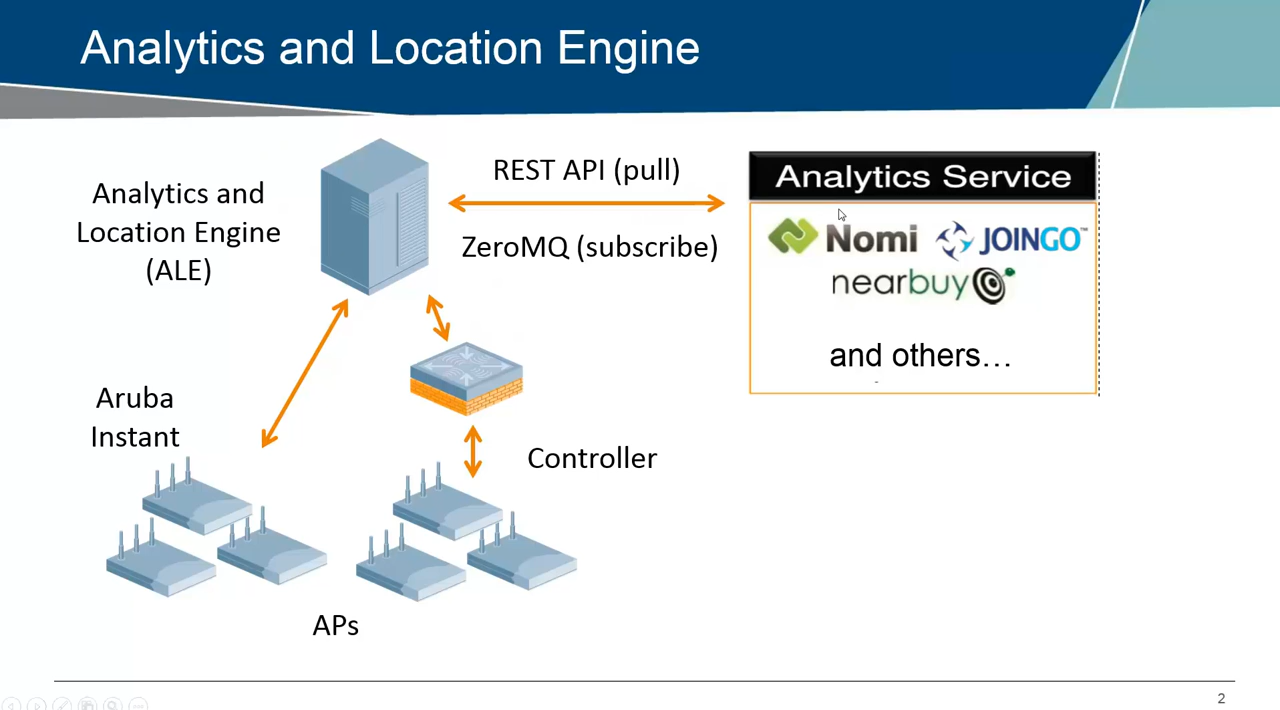 Analytics and Location Engine
Analytics and
Location Engine
(ALE)
REST API (pull)
ZeroMQ (subscribe)
Analytics Service
Nomi
JOINGO™
nearbuy
and others...
Aruba
Instant
Controller
APs
2